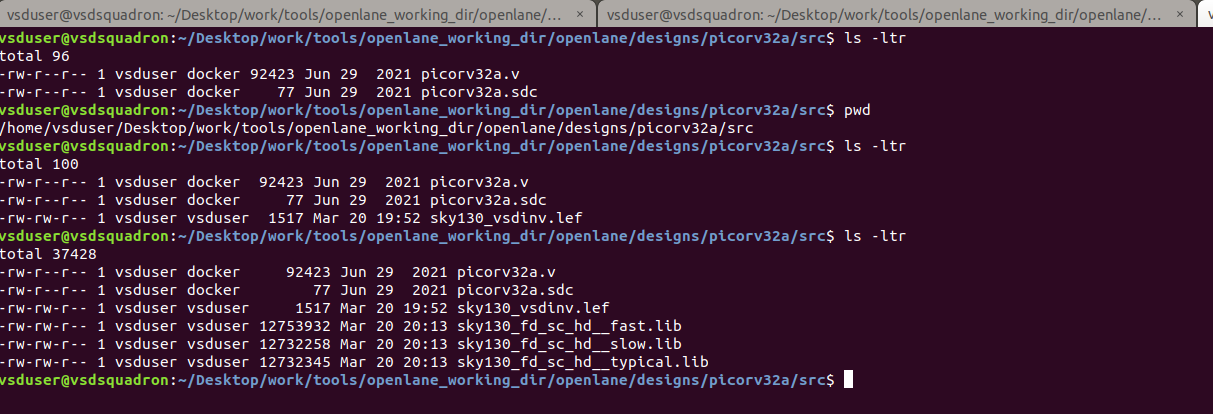 vsduser@vsdsquadron: ~/Desktop/work/tools/openlane_working_dir/openlane/... × vsduser@vsdsquadron: ~/Desktop/work/tools/openlane_working_dir/openlane/... ×
vsduser@vsdsquadron:~/Desktop/work/tools/openlane_working_dir/openlane/designs/picorv32a/src$ ls -ltr
total 96
-rw-r--r-- 1 vsduser docker 92423 Jun 29  2021 picorv32a.v
-rw-r--r-- 1 vsduser docker    77 Jun 29  2021 picorv32a.sdc
vsduser@vsdsquadron:~/Desktop/work/tools/openlane_working_dir/openlane/designs/picorv32a/src$ pwd
/home/vsduser/Desktop/work/tools/openlane_working_dir/openlane/designs/picorv32a/src
vsduser@vsdsquadron:~/Desktop/work/tools/openlane_working_dir/openlane/designs/picorv32a/src$ ls -ltr
total 100
-rw-r--r-- 1 vsduser docker  92423 Jun 29  2021 picorv32a.v
-rw-r--r-- 1 vsduser docker     77 Jun 29  2021 picorv32a.sdc
-rw-rw-r-- 1 vsduser vsduser  1517 Mar 20 19:52 sky130_vsdinv.lef
vsduser@vsdsquadron:~/Desktop/work/tools/openlane_working_dir/openlane/designs/picorv32a/src$ ls -ltr
total 37428
-rw-r--r-- 1 vsduser docker     92423 Jun 29  2021 picorv32a.v
-rw-r--r-- 1 vsduser docker        77 Jun 29  2021 picorv32a.sdc
-rw-rw-r-- 1 vsduser vsduser     1517 Mar 20 19:52 sky130_vsdinv.lef
-rw-rw-r-- 1 vsduser vsduser 12753932 Mar 20 20:13 sky130_fd_sc_hd__fast.lib
-rw-rw-r-- 1 vsduser vsduser 12732258 Mar 20 20:13 sky130_fd_sc_hd__slow.lib
-rw-rw-r-- 1 vsduser vsduser 12732345 Mar 20 20:13 sky130_fd_sc_hd__typical.lib
vsduser@vsdsquadron:~/Desktop/work/tools/openlane_working_dir/openlane/designs/picorv32a/src$